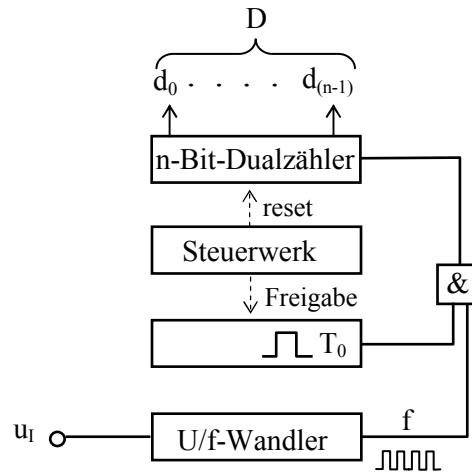 D
d₀ . . . . d₍ₙ₋₁₎
n-Bit-Dualzähler
reset
Steuerwerk
&
Freigabe
T₀
uI
U/f-Wandler
f